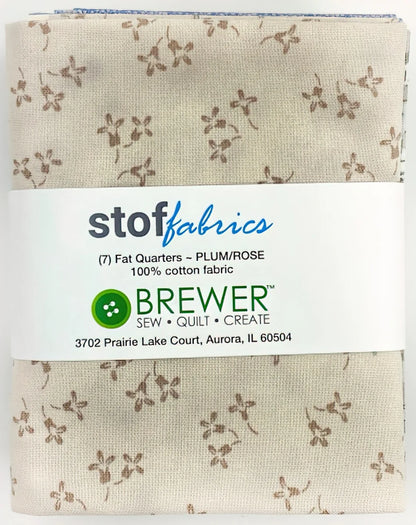 stof fabrics
(7) Fat Quarters ~ PLUM/ROSE
100% cotton fabric
BREWER™
SEW • QUILT • CREATE
3702 Prairie Lake Court, Aurora, IL 60504